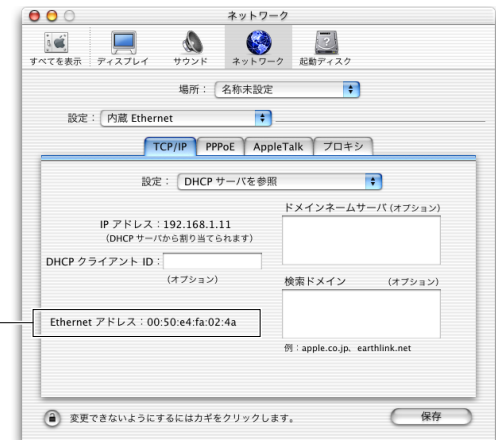 ネットワーク
すべてを表示 ディスプレイ サウンド ネットワーク 起動ディスク
場所： 名称未設定
設定： 内蔵 Ethernet
TCP/IP PPPoE AppleTalk プロキシ
設定： DHCP サーバを参照
ドメインネームサーバ (オプション)
IP アドレス：192.168.1.11
（DHCP サーバから割り当てられます）
DHCP クライアント ID：
(オプション)
検索ドメイン (オプション)
Ethernet アドレス：00:50:e4:fa:02:4a
例：apple.co.jp, earthlink.net
変更できないようにするにはカギをクリックします。
保存